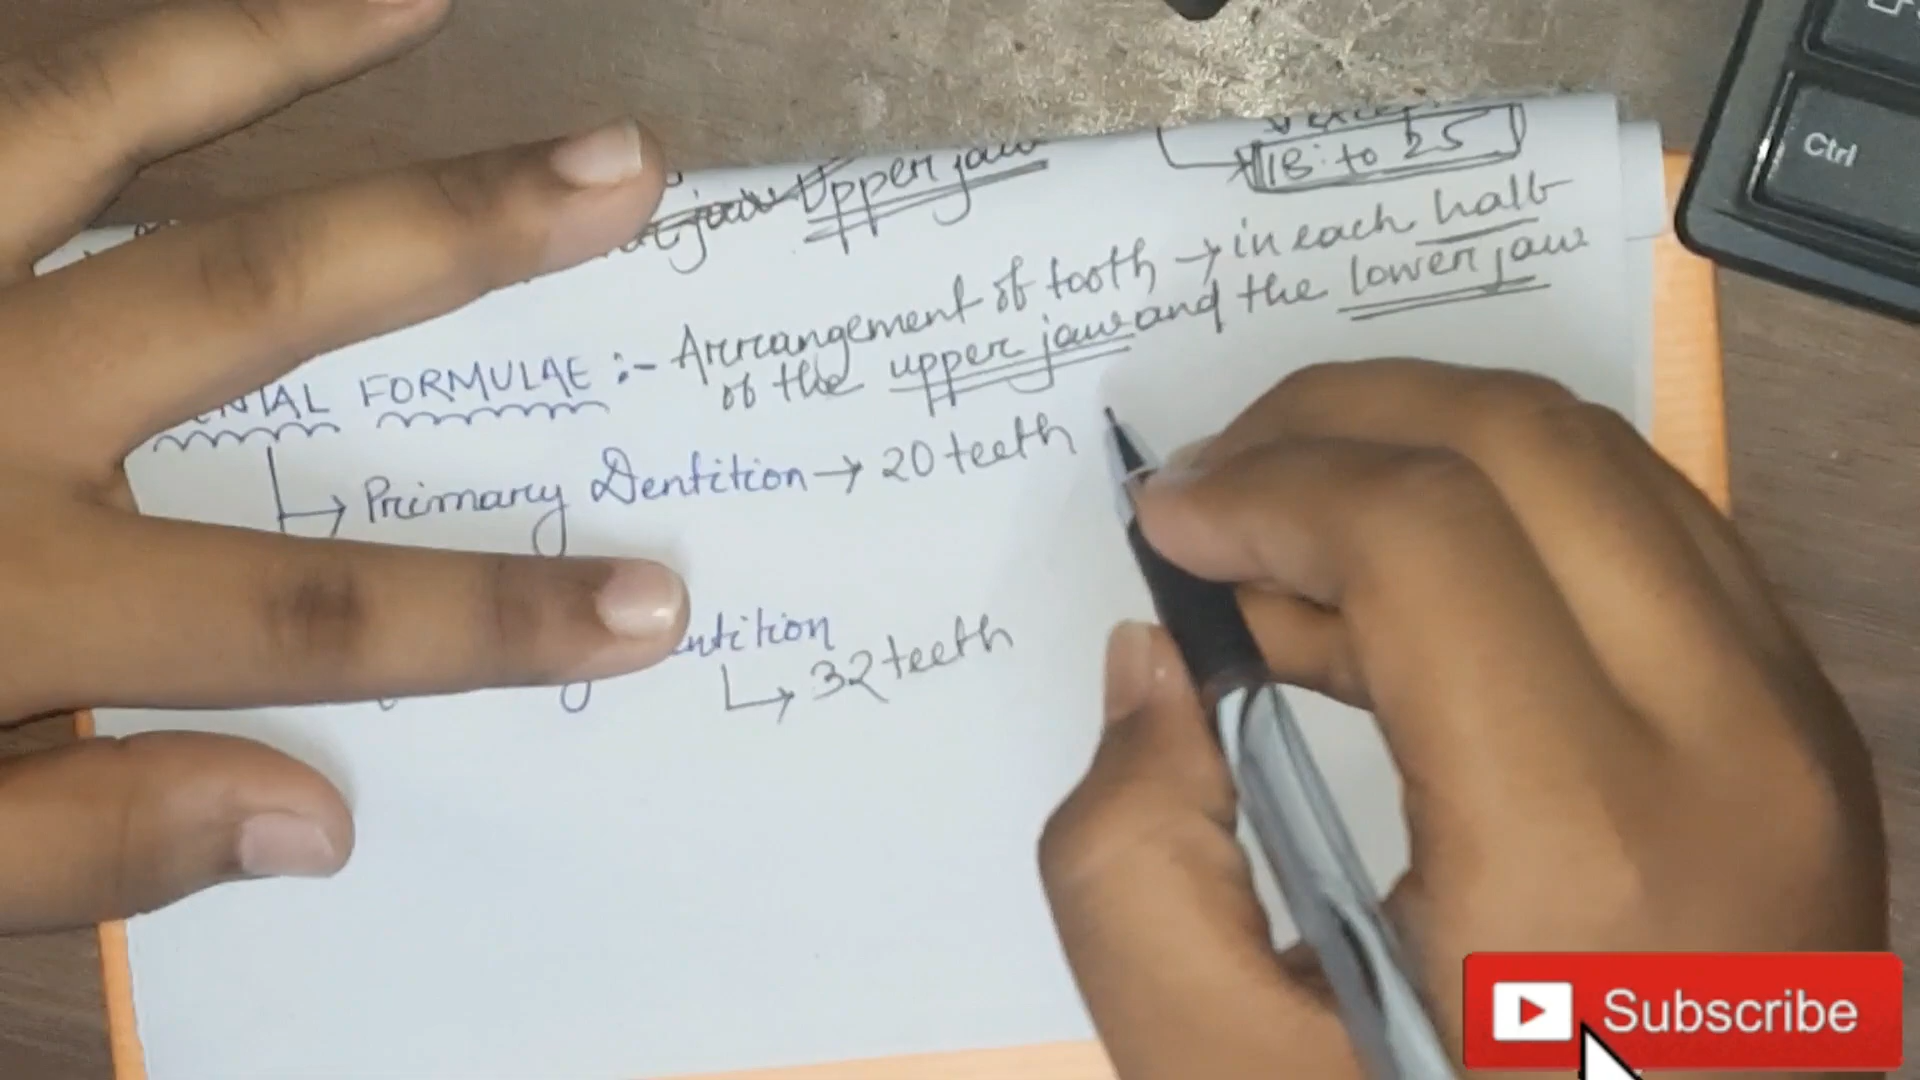 Upper jaw
18 to 25
FORMULAE :- Arrangement of tooth → in each half
of the upper jaw and the lower jaw
→ Primary Dentition → 20 teeth
→ 32 teeth
Ctrl
Subscribe